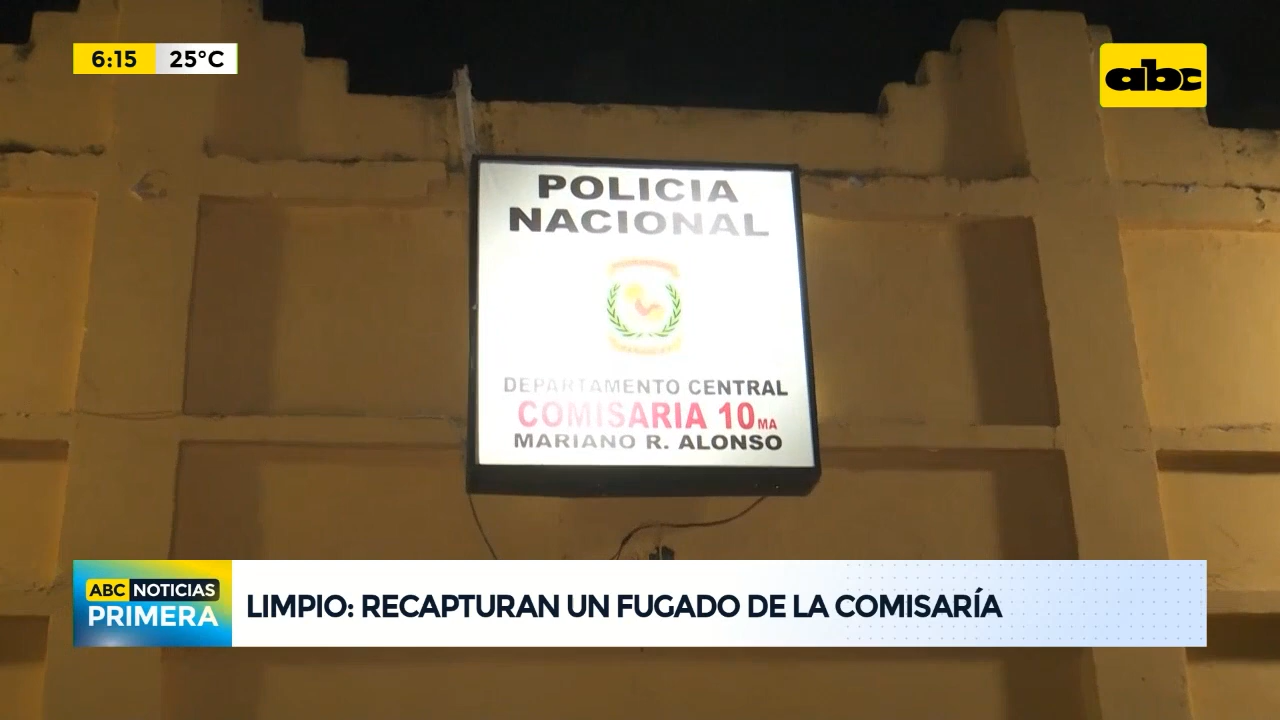 6:15 25°C
abc
POLICIA
NACIONAL
DEPARTAMENTO CENTRAL
COMISARIA 10MA
MARIANO R. ALONSO
ABC NOTICIAS
PRIMERA
LIMPIO: RECAPTURAN UN FUGADO DE LA COMISARÍA